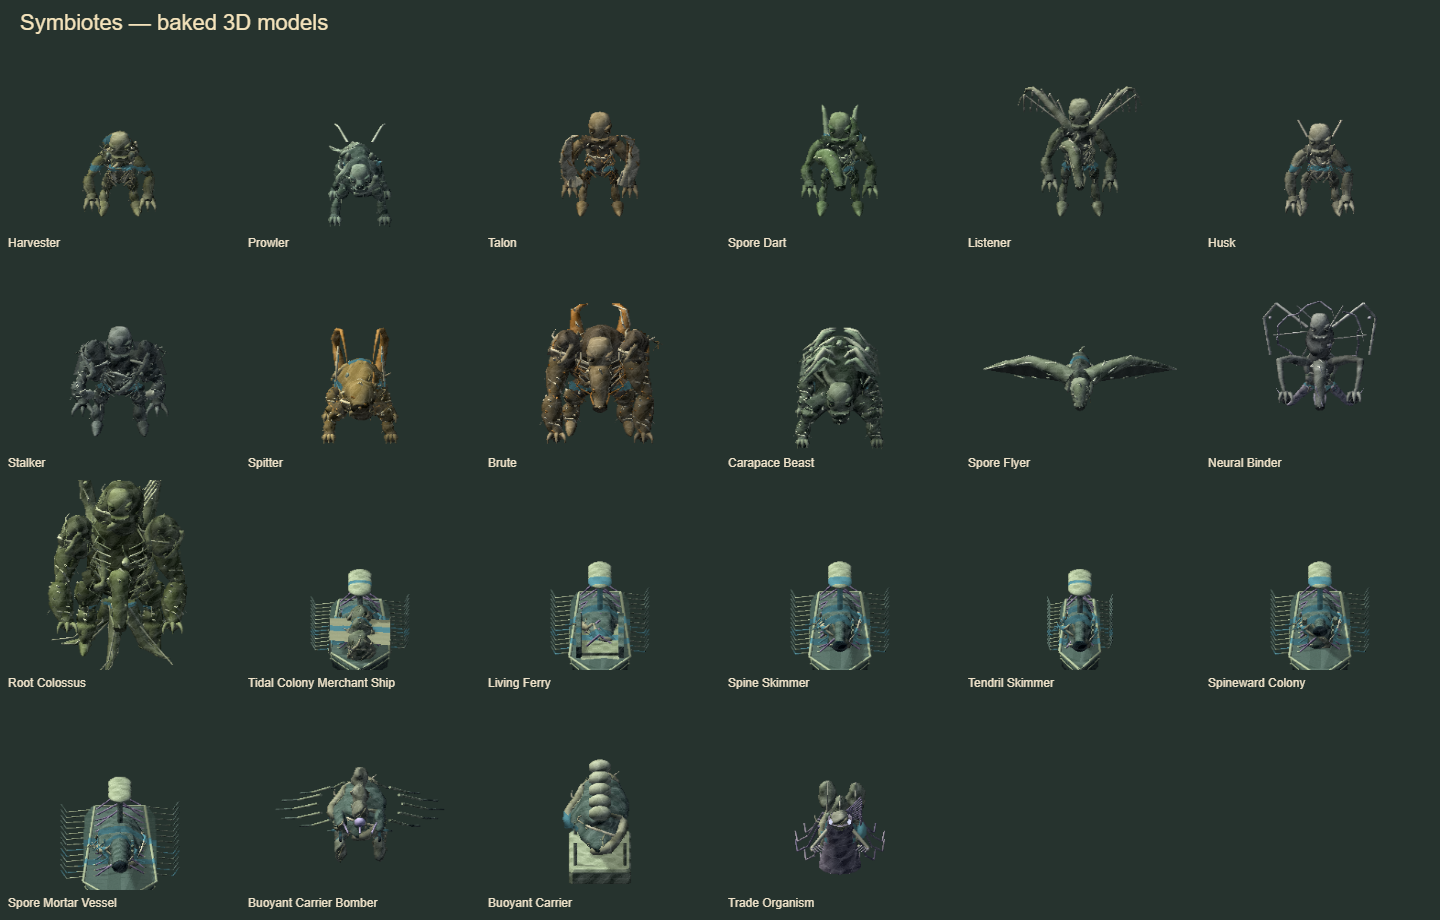 Symbiotes — baked 3D models
Harvester
Prowler
Talon
Spore Dart
Listener
Husk
Stalker
Spitter
Brute
Carapace Beast
Spore Flyer
Neural Binder
Root Colossus
Tidal Colony Merchant Ship
Living Ferry
Spine Skimmer
Tendril Skimmer
Spineward Colony
Spore Mortar Vessel
Buoyant Carrier Bomber
Buoyant Carrier
Trade Organism